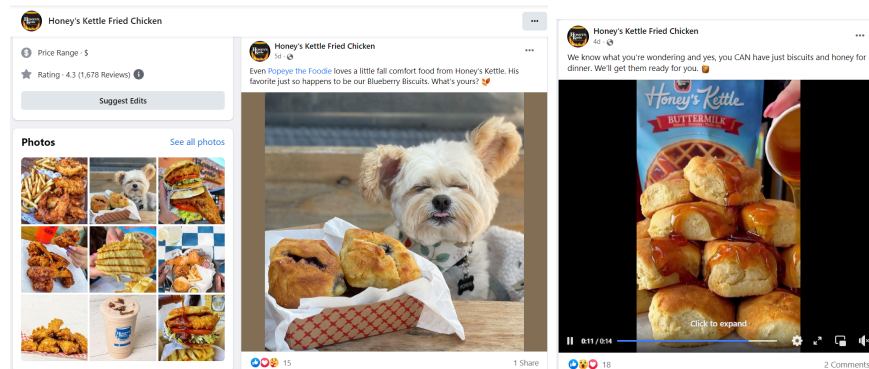 Honey's Kettle Fried Chicken
...
Price Range · $
Rating · 4.3 (1,678 Reviews)
Suggest Edits
Photos
See all photos
Honey's Kettle Fried Chicken
5d ·
Even Popeye the Foodie loves a little fall comfort food from Honey's Kettle. His
favorite just so happens to be our Blueberry Biscuits. What's yours?
15
1 Share
Honey's Kettle Fried Chicken
4d ·
We know what you're wondering and yes, you CAN have just biscuits and honey for
dinner. We'll get them ready for you.
Honey's Kettle
BUTTERMILK
Click to expand
0:11 / 0:14
18
2 Comments